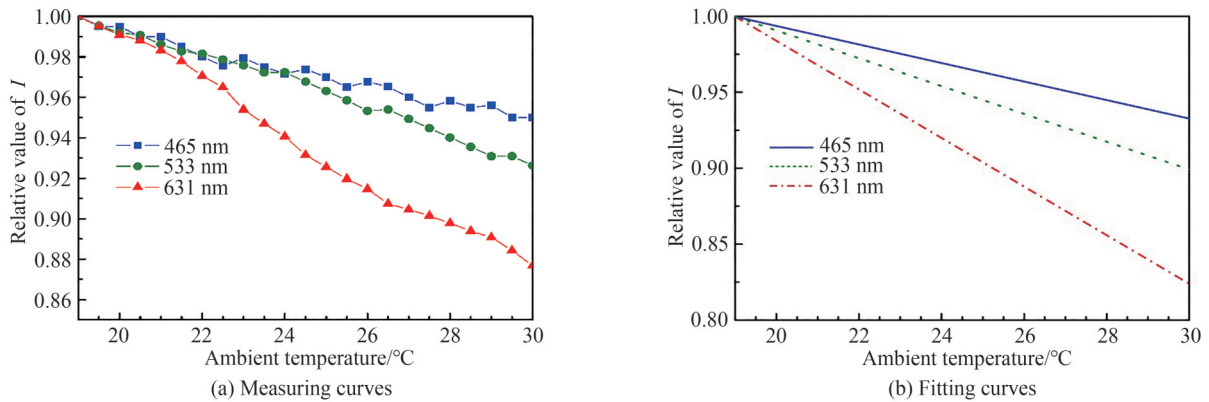 1.00
0.98
0.96
0.94
0.92
0.90
0.88
0.86
Relative value of I
465 nm
533 nm
631 nm
20 22 24 26 28 30
Ambient temperature/℃
(a) Measuring curves
1.00
0.95
0.90
0.85
0.80
Relative value of I
465 nm
533 nm
631 nm
20 22 24 26 28 30
Ambient temperature/℃
(b) Fitting curves